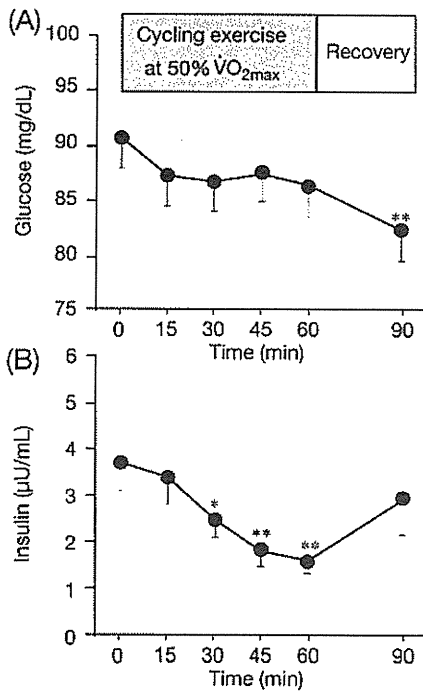 (A)
Cycling exercise
at 50% V̇O2max
Recovery
Glucose (mg/dL)
100
95
90
85
80
75
**
0 15 30 45 60 90
Time (min)
(B)
Insulin (μU/mL)
6
5
4
3
2
1
0
* ** **
0 15 30 45 60 90
Time (min)